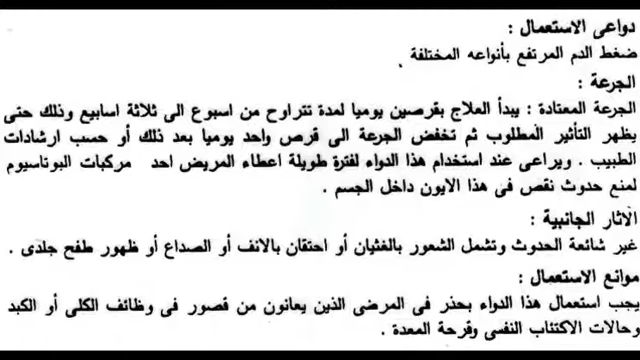 دواعى الاستعمال :
ضغط الدم المرتفع بأنواعه المختلفة
الجرعة :
الجرعة المعتادة : يبدأ العلاج بقرصين يوميا لمدة تتراوح من اسبوع الى ثلاثة اسابيع وذلك حتى
يظهر التأثير المطلوب ثم تخفض الجرعة الى قرص واحد يوميا بعد ذلك أو حسب ارشادات
الطبيب . ويراعى عند استخدام هذا الدواء لفترة طويلة اعطاء المريض احد مركبات البوتاسيوم
لمنع حدوث نقص فى هذا الايون داخل الجسم .
الاثار الجانبية :
غير شائعة الحدوث وتشمل الشعور بالغثيان أو احتقان بالانف أو الصداع أو ظهور طفح جلدى .
موانع الاستعمال :
يجب استعمال هذا الدواء بحذر فى المرضى الذين يعانون من قصور فى وظائف الكلى أو الكبد
وحالات الاكتئاب النفسى وقرحة المعدة .